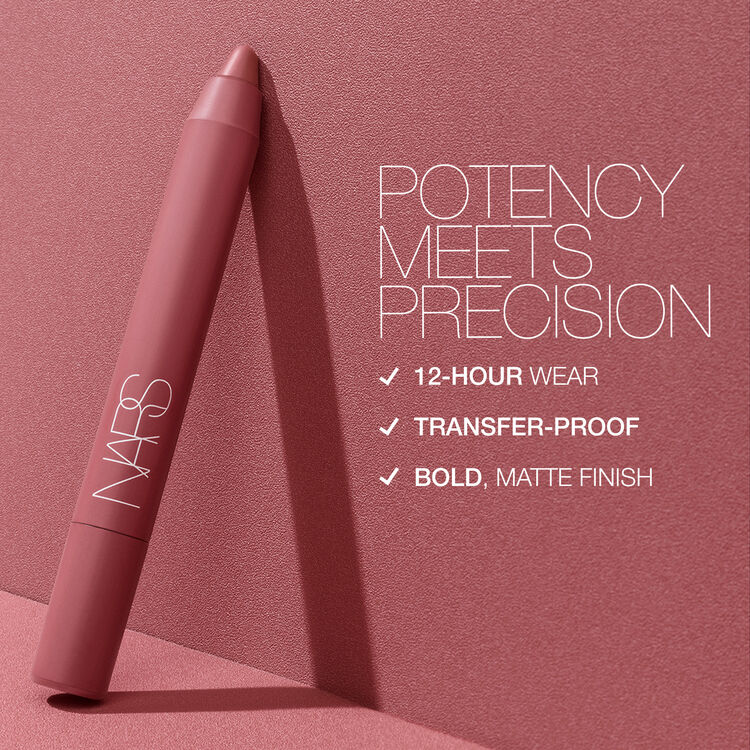 POTENCY
MEETS
PRECISION
12-HOUR WEAR
TRANSFER-PROOF
BOLD, MATTE FINISH
NARS